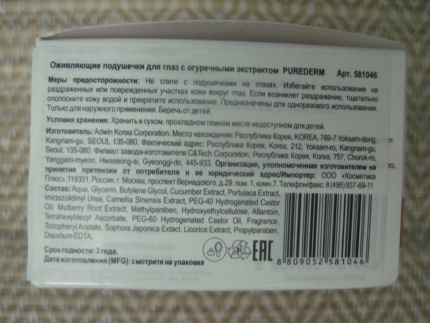 Оживляющие подушечки для глаз с огуречными экстрактом PUREDERM Арт. 581046
Меры предосторожности: Не спите с подушечками на глазах. Избегайте использования на
раздраженных или поврежденных участках кожи вокруг глаз. Если возникнет раздражение, тщательно
ополосните кожу водой и прекратите использование. Предназначены для одноразового использования.
Только для наружного применения. Беречь от детей.
Условия хранения: Хранить в сухом, прохладном темном месте недоступном для детей.
Изготовитель: Adwin Korea Corporation. Место нахождения: Республика Корея, KOREA, 789-7 Yoksam-dong,
Kangnam-gu, SEOUL 135-080. Фактический адрес: Республика Корея, Корея, 212, Yoksam-ro, Kangnam-gu,
Seoul, 135-080. Филиал завода-изготовителя: C&Tech Corporation, Республика Корея, 757, Chorok-ro,
Yanggam-myeon, Hwaseong-si, Gyeonggi-do, 445-933, Организация, уполномоченная изготовителем на
принятие претензии от потребителя и ее юридический адрес/Импортер: ООО «Косметика
Плюс», 119331, Россия, г. Москва, проспект Вернадского, д.29, пом. 1, комн.7. Телефон/факс: 8 (495) 937-69-11
Состав: Aqua, Glycerin, Butylene Glycol, Cucumber Extract, Portulaca Extract,
Imidazolidinyl Urea, Camellia Sinensis Extract, PEG-40 Hydrogenated Castor
Oil, Mulberry Root Extract, Methylparaben, Hydroxyethylcellulose, Allantoin,
Tetrahexyldecyl Ascorbate, PEG-60 Hydrogenated Castor Oil, Fragrance,
Tocopheryl Acetate, Sophora Japonica Extract, Licorice Extract, Propylparaben,
Disodium EDTA.
Срок годности: 3 года.
Дата изготовления (MFG): смотрите на упаковке
EAC
8 809052 581046